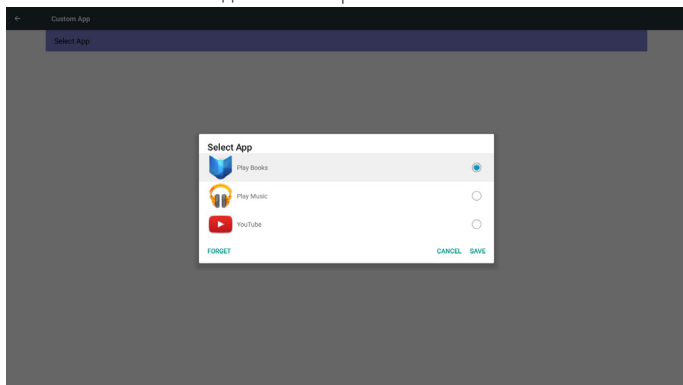 Custom App
Select App
Select App
Play Books
Play Music
YouTube
FORGET
CANCEL SAVE